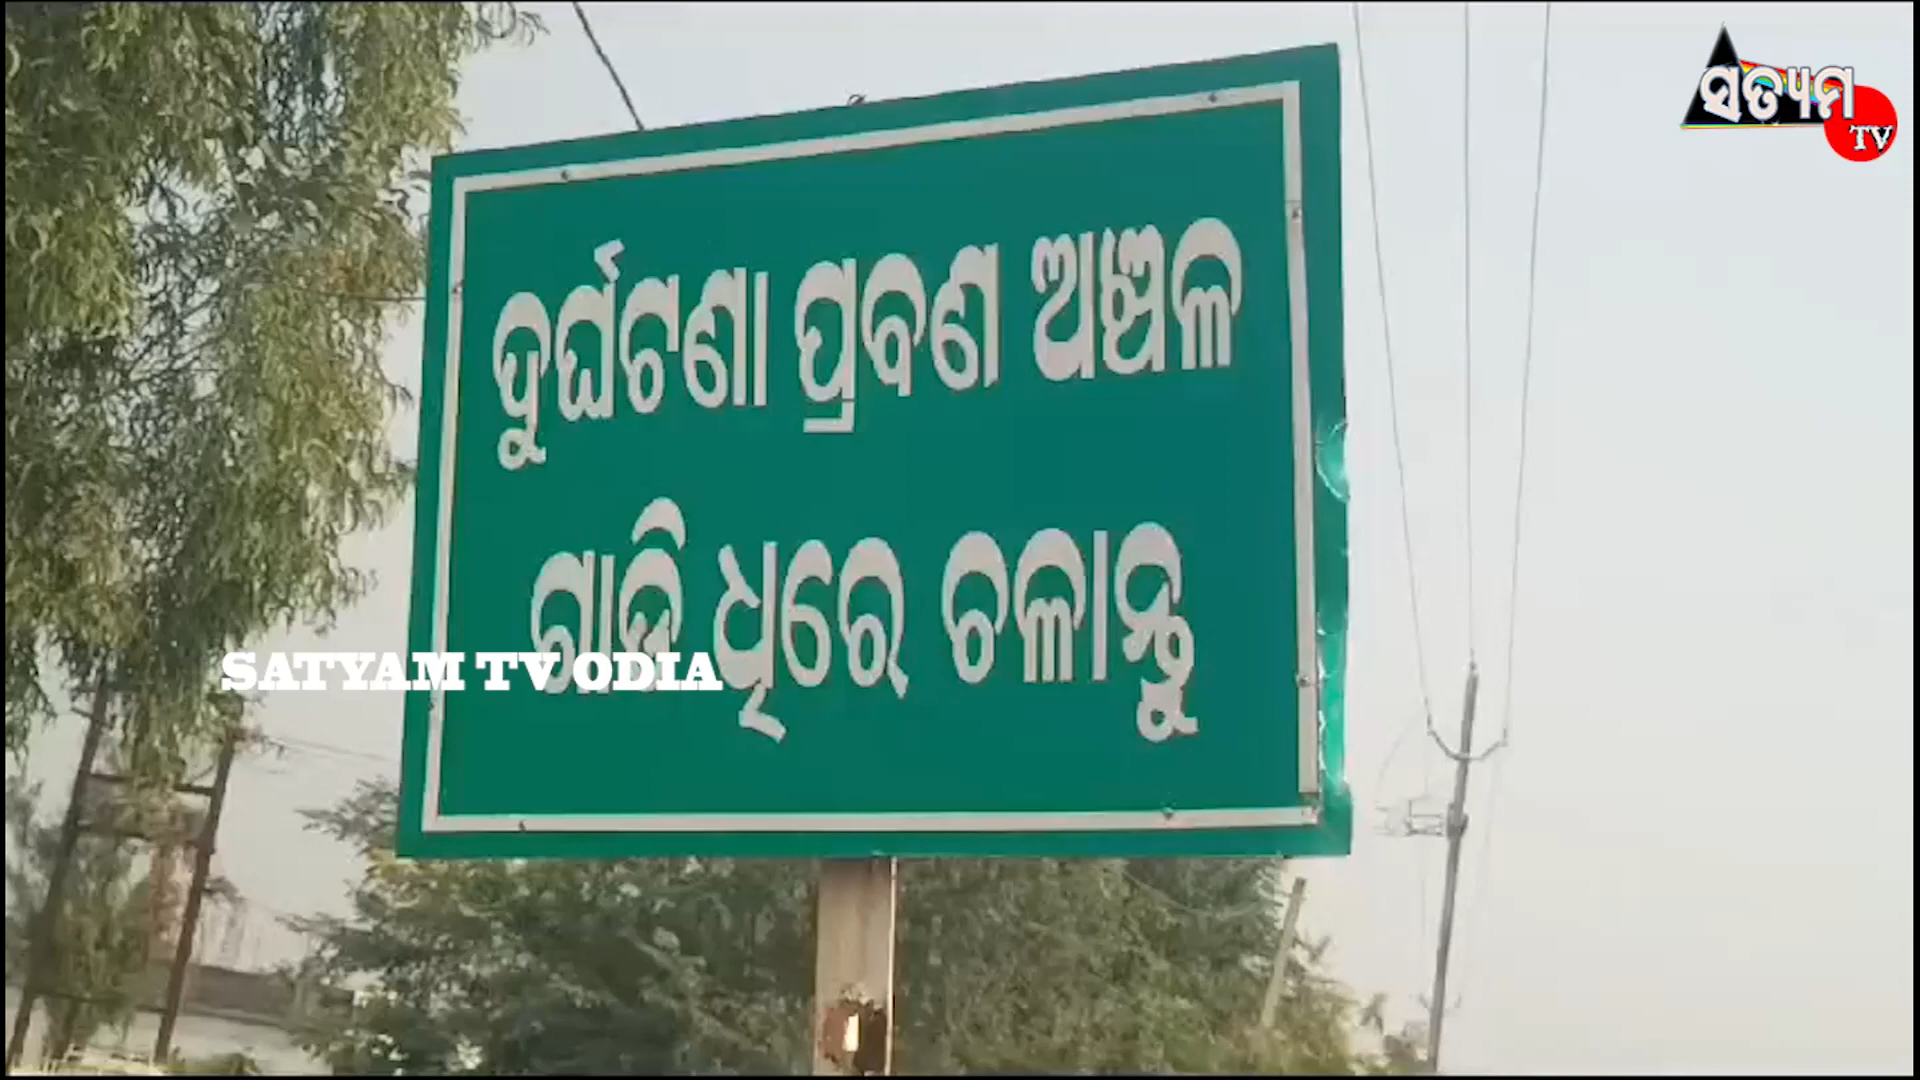 ସତ୍ୟମ
TV
ଦୁର୍ଘଟଣା ପ୍ରବଣ ଅଞ୍ଚଳ
ଗାଡି ଧିରେ ଚଳାନ୍ତୁ
SATYAM TV ODIA